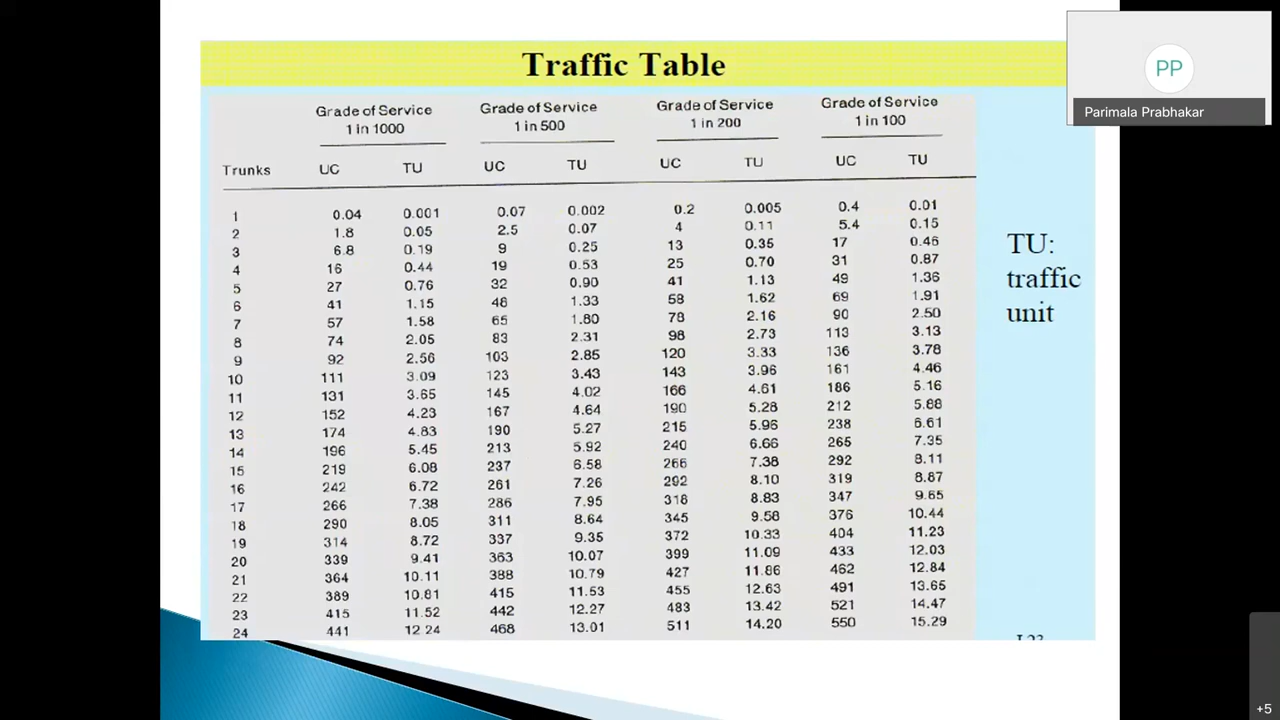 Traffic Table
Grade of Service Grade of Service Grade of Service Grade of Service
1 in 1000 1 in 500 1 in 200 1 in 100
Trunks UC TU UC TU UC TU UC TU
1 0.04 0.001 0.07 0.002 0.2 0.005 0.4 0.01
2 1.8 0.05 2.5 0.07 4 0.11 5.4 0.15
3 6.8 0.19 9 0.25 13 0.35 17 0.46
4 16 0.44 19 0.53 25 0.70 31 0.87
5 27 0.76 32 0.90 41 1.13 49 1.36
6 41 1.15 48 1.33 58 1.62 69 1.91
7 57 1.58 65 1.80 78 2.16 90 2.50
8 74 2.05 83 2.31 98 2.73 113 3.13
9 92 2.56 103 2.85 120 3.33 136 3.78
10 111 3.09 123 3.43 143 3.96 161 4.46
11 131 3.65 145 4.02 166 4.61 186 5.16
12 152 4.23 167 4.64 190 5.28 212 5.88
13 174 4.83 190 5.27 215 5.96 238 6.61
14 196 5.45 213 5.92 240 6.66 265 7.35
15 219 6.08 237 6.58 266 7.38 292 8.11
16 242 6.72 261 7.26 292 8.10 319 8.87
17 266 7.38 286 7.95 318 8.83 347 9.65
18 290 8.05 311 8.64 345 9.58 376 10.44
19 314 8.72 337 9.35 372 10.33 404 11.23
20 339 9.41 363 10.07 399 11.09 433 12.03
21 364 10.11 388 10.79 427 11.86 462 12.84
22 389 10.81 415 11.53 455 12.63 491 13.65
23 415 11.52 442 12.27 483 13.42 521 14.47
24 441 12.24 468 13.01 511 14.20 550 15.29
TU:
traffic
unit
PP
Parimala Prabhakar
+5